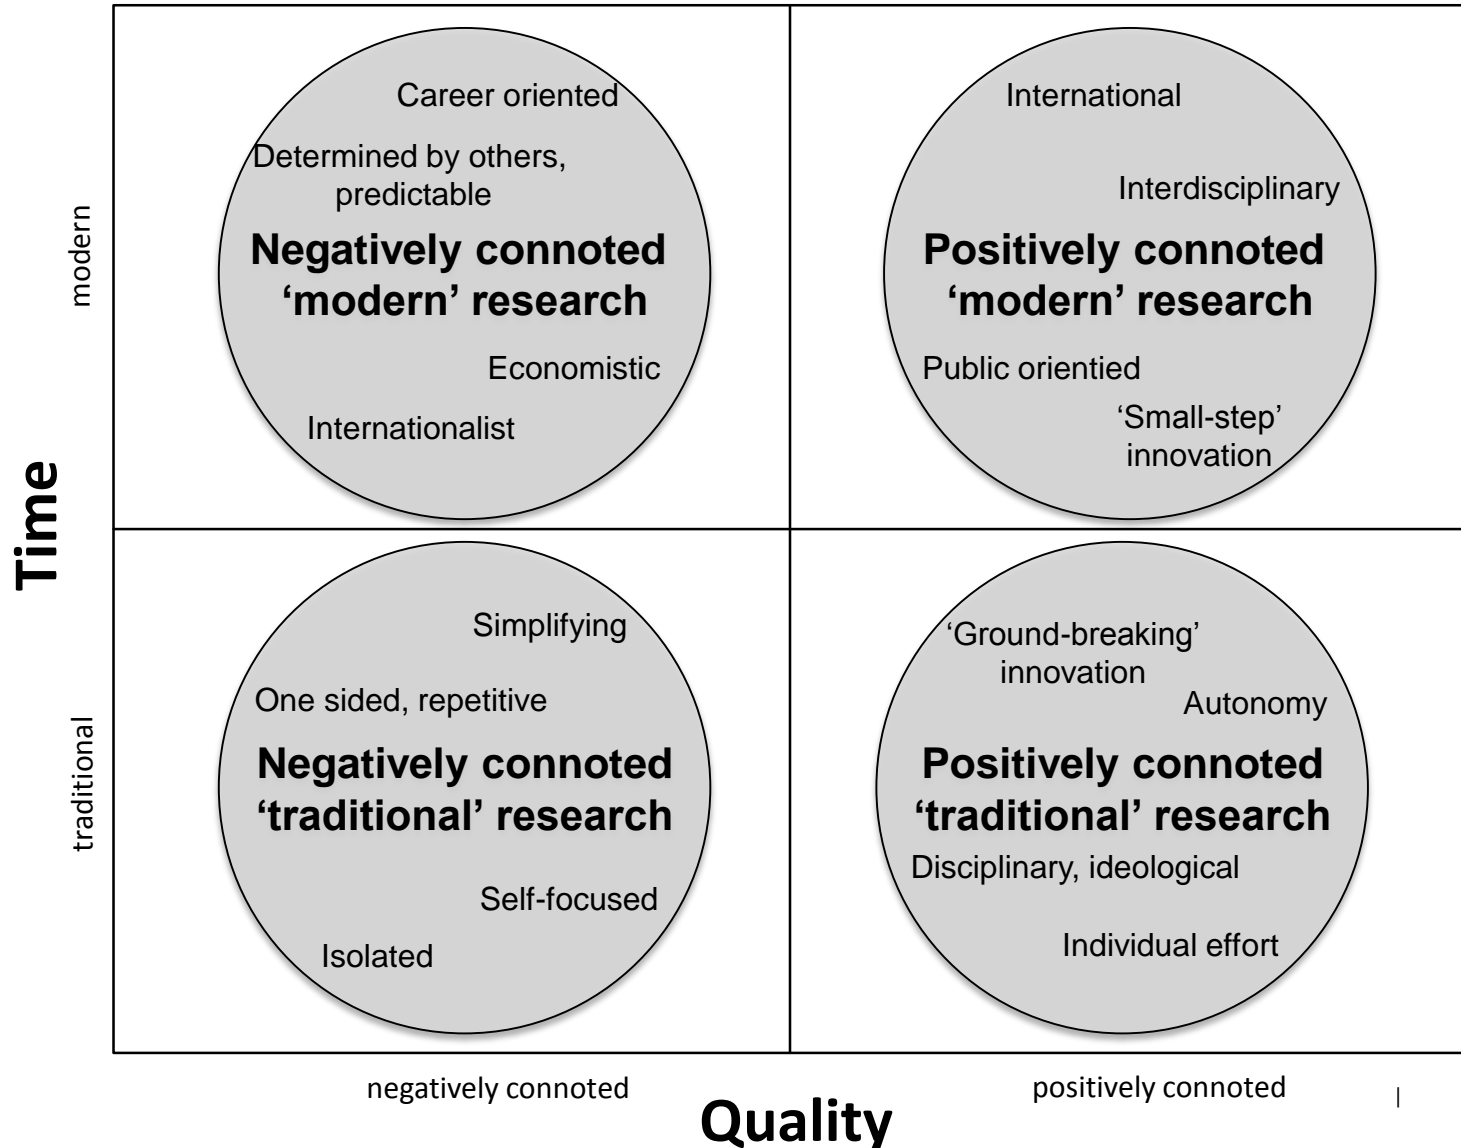 Career oriented
Determined by others,
predictable
Negatively connoted
‘modern’ research
Economistic
Internationalist
International
Interdisciplinary
Positively connoted
‘modern’ research
Public orientied
‘Small-step’
innovation
modern
Time
Simplifying
One sided, repetitive
Negatively connoted
‘traditional’ research
Self-focused
Isolated
‘Ground-breaking’
innovation
Autonomy
Positively connoted
‘traditional’ research
Disciplinary, ideological
Individual effort
traditional
negatively connoted
positively connoted
|
Quality